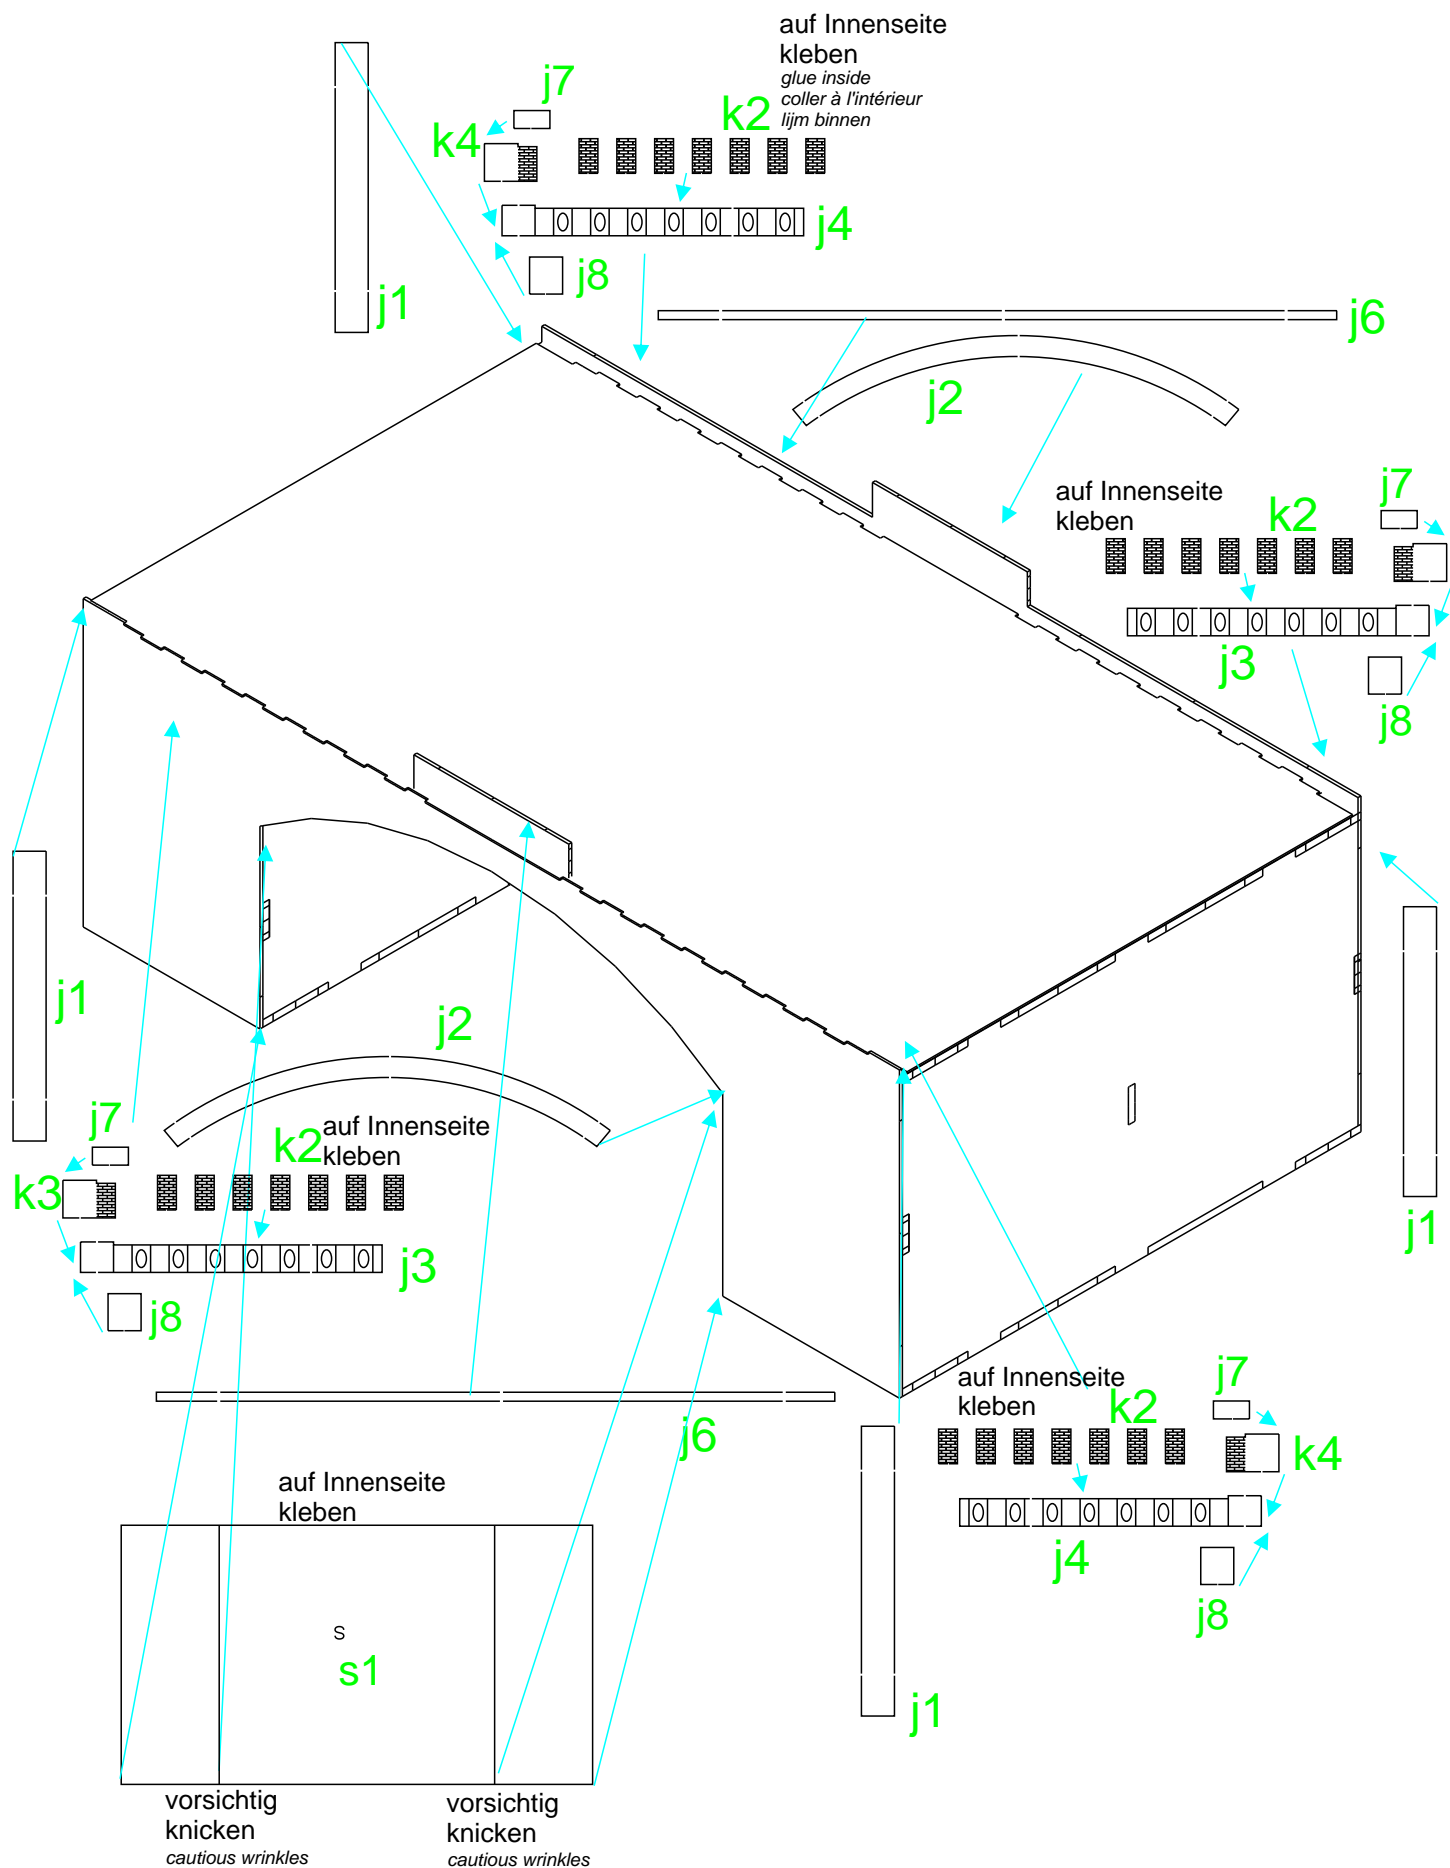 auf Innenseite
kleben
glue inside
coller à l'intérieur
lijm binnen
j7
k4
k2
j4
j8
j1
j6
j2
auf Innenseite
kleben
k2
j7
j3
j8
j1
j2
j7
k2
auf Innenseite
kleben
k3
j3
j8
j1
j6
auf Innenseite
kleben
k2
j7
k4
j4
j8
j1
auf Innenseite
kleben
s
s1
vorsichtig
knicken
cautious wrinkles
vorsichtig
knicken
cautious wrinkles